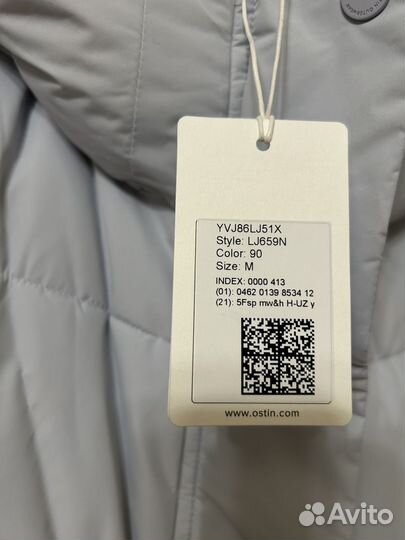 YVJ86LJ51X
Style: LJ659N
Color: 90
Size: M
INDEX: 0000 413
(01): 0462 0139 8534 12
(21): 5Fsp mw&h H-UZ y
www.ostin.com
Avito